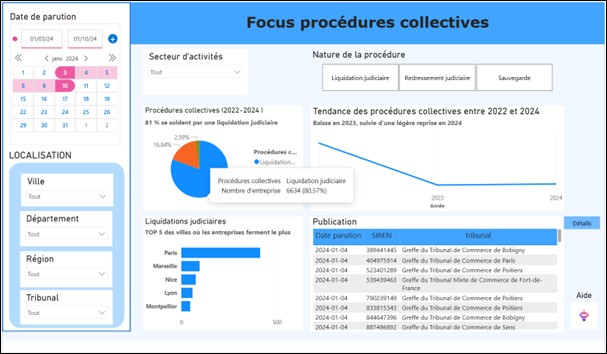 Focus procédures collectives
Date de parution
01/03/24
01/10/24
janv. 2024
1 2 3 4 5
8 9 10 11 12
15 16 17 18 19
22 23 24 25 26
29 30 31 1 2
LOCALISATION
Ville
Tout
Département
Tout
Région
Tout
Tribunal
Tout
Secteur d'activités
Tout
Nature de la procédure
Liquidation judiciaire
Redressement judiciaire
Sauvegarde
Procédures collectives (2022-2024 )
81 % se soldent par une liquidation judiciaire
2.59%
16,84%
Procédures c...
Liquidation...
Procédures collectives Liquidation judiciaire
Nombre d'entreprise 6634 (80,57%)
Tendance des procédures collectives entre 2022 et 2024
Baisse en 2023, suivie d'une légère reprise en 2024
2023
2024
Année
Liquidations judiciaires
TOP 5 des villes où les entreprises ferment le plus
Paris
Marseille
Nice
Lyon
Montpellier
0
500
Publication
Date parution SIREN tribunal
2024-01-04 389441445 Greffe du Tribunal de Commerce de Bobigny
2024-01-04 404975914 Greffe du Tribunal de Commerce de Paris
2024-01-04 523401289 Greffe du Tribunal de Commerce de Poitiers
2024-01-04 539439463 Greffe du Tribunal Mixte de Commerce de Fort-de-
France
2024-01-04 790239149 Greffe du Tribunal de Commerce de Poitiers
2024-01-04 833815343 Greffe du Tribunal de Commerce de Poitiers
2024-01-04 844647396 Greffe du Tribunal de Commerce de Bobigny
2024-01-04 887486892 Greffe du Tribunal de Commerce de Sens
Détails
Aide